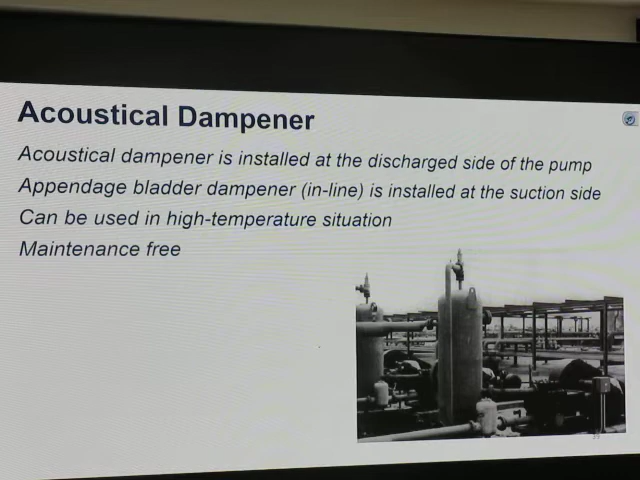 Acoustical Dampener
Acoustical dampener is installed at the discharged side of the pump
Appendage bladder dampener (in-line) is installed at the suction side
Can be used in high-temperature situation
Maintenance free
39